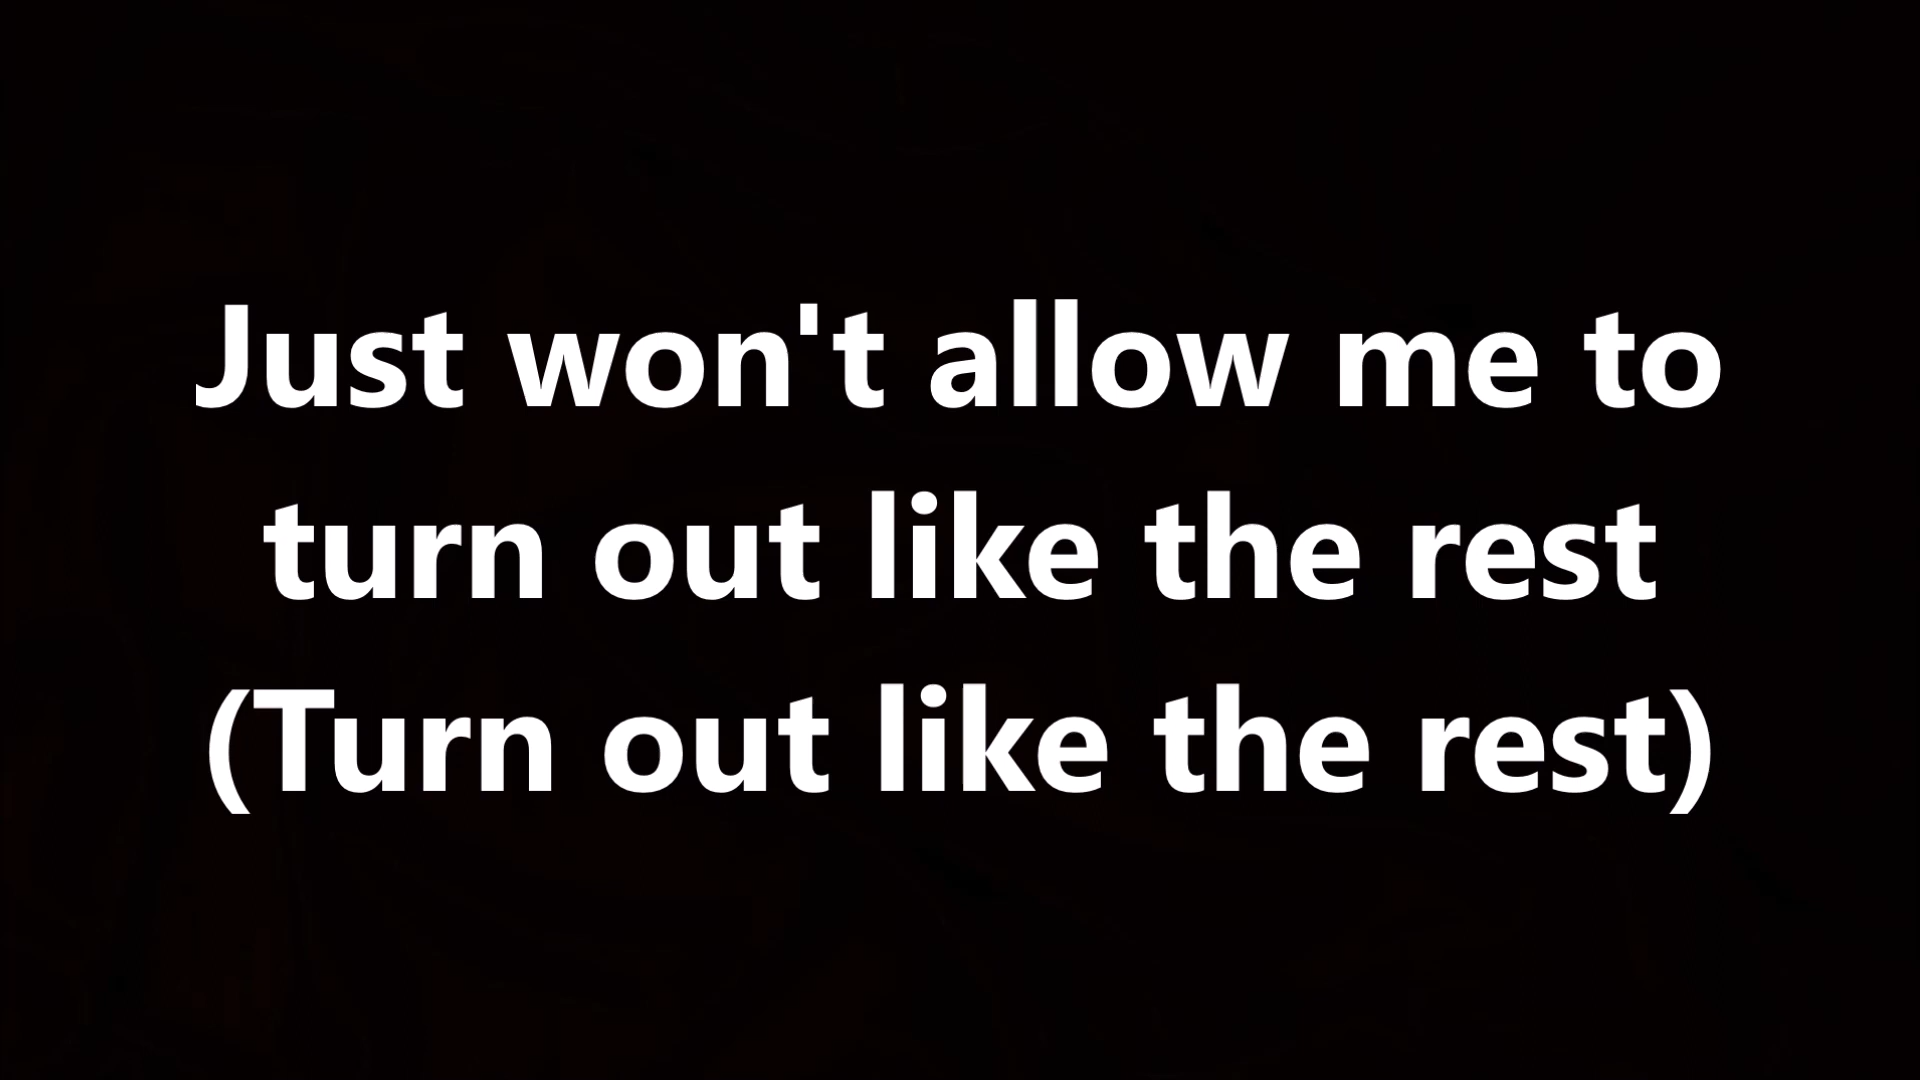 Just won't allow me to
turn out like the rest
(Turn out like the rest)